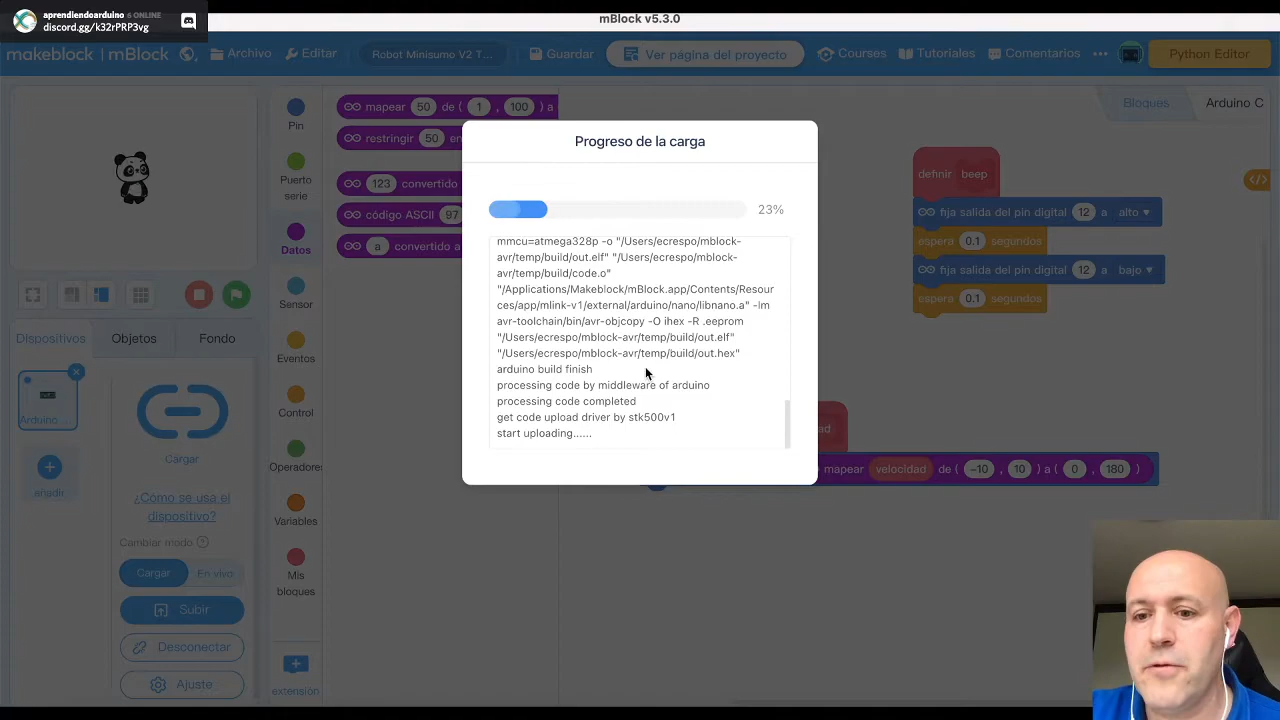 aprendiendoarduino 6 ONLINE
discord.gg/k32rPRP3vg
mBlock v5.3.0
makeblock | mBlock
Archivo
Editar
Robot Minisumo V2 T...
Guardar
Ver página del proyecto
Courses
Tutoriales
Comentarios
Python Editor
Bloques
Arduino C
Pin
Puerto
serie
Datos
Sensor
Eventos
Control
Operadore
Variables
Mis
bloques
extensión
mapear 50 de ( 1 , 100 ) a
restringir 50 en
123 convertido
código ASCII 97
a convertido a
Progreso de la carga
23%
mmcu=atmega328p -o "/Users/ecrespo/mblock-
avr/temp/build/out.elf" "/Users/ecrespo/mblock-
avr/temp/build/code.o"
"/Applications/Makeblock/mBlock.app/Contents/Resour
ces/app/mlink-v1/external/arduino/nano/libnano.a" -lm
avr-toolchain/bin/avr-objcopy -O ihex -R .eeprom
"/Users/ecrespo/mblock-avr/temp/build/out.elf"
"/Users/ecrespo/mblock-avr/temp/build/out.hex"
arduino build finish
processing code by middleware of arduino
processing code completed
get code upload driver by stk500v1
start uploading......
definir beep
fija salida del pin digital 12 a alto
espera 0.1 segundos
fija salida del pin digital 12 a bajo
espera 0.1 segundos
ad
mapear velocidad de ( -10 , 10 ) a ( 0 , 180 )
Dispositivos
Objetos
Fondo
Arduino ...
añadir
Cargar
¿Cómo se usa el
dispositivo?
Cambiar modo
Cargar
En vivo
Subir
Desconectar
Ajuste